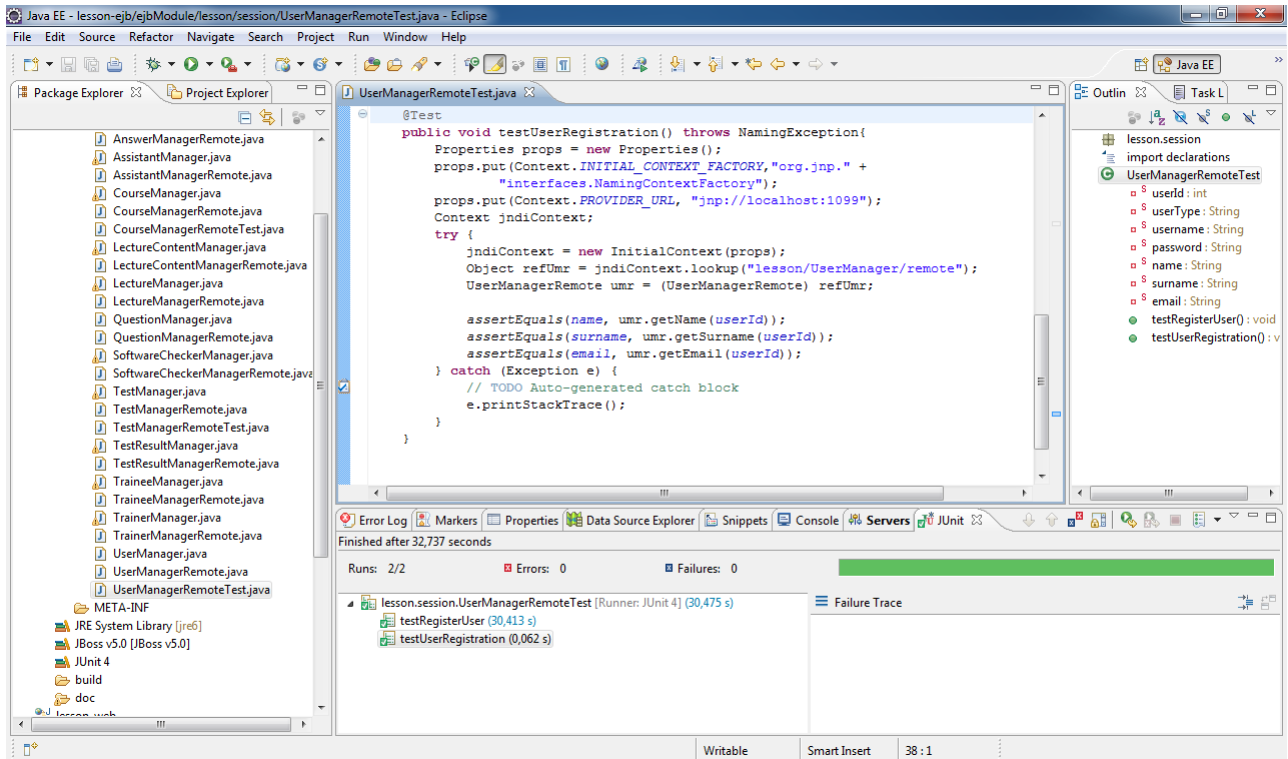 Java EE - lesson-ejb/ejbModule/lesson/session/UserManagerRemoteTest.java - Eclipse
File Edit Source Refactor Navigate Search Project Run Window Help
Java EE
Package Explorer
Project Explorer
AnswerManagerRemote.java
AssistantManager.java
AssistantManagerRemote.java
CourseManager.java
CourseManagerRemote.java
CourseManagerRemoteTest.java
LectureContentManager.java
LectureContentManagerRemote.java
LectureManager.java
LectureManagerRemote.java
QuestionManager.java
QuestionManagerRemote.java
SoftwareCheckerManager.java
SoftwareCheckerManagerRemote.java
TestManager.java
TestManagerRemote.java
TestManagerRemoteTest.java
TestResultManager.java
TestResultManagerRemote.java
TraineeManager.java
TraineeManagerRemote.java
TrainerManager.java
TrainerManagerRemote.java
UserManager.java
UserManagerRemote.java
UserManagerRemoteTest.java
META-INF
JRE System Library [jre6]
JBoss v5.0 [JBoss v5.0]
JUnit 4
build
doc
lesson-web
UserManagerRemoteTest.java
@Test
public void testUserRegistration() throws NamingException{
Properties props = new Properties();
props.put(Context.INITIAL_CONTEXT_FACTORY,"org.jnp." +
"interfaces.NamingContextFactory");
props.put(Context.PROVIDER_URL, "jnp://localhost:1099");
Context jndiContext;
try {
jndiContext = new InitialContext(props);
Object refUmr = jndiContext.lookup("lesson/UserManager/remote");
UserManagerRemote umr = (UserManagerRemote) refUmr;
assertEquals(name, umr.getName(userId));
assertEquals(surname, umr.getSurname(userId));
assertEquals(email, umr.getEmail(userId));
} catch (Exception e) {
// TODO Auto-generated catch block
e.printStackTrace();
}
}
Outlin
Task L
lesson.session
import declarations
UserManagerRemoteTest
S userId : int
S userType : String
S username : String
S password : String
S name : String
S surname : String
S email : String
testRegisterUser() : void
testUserRegistration() : v
Error Log Markers Properties Data Source Explorer Snippets Console Servers JUnit
Finished after 32,737 seconds
Runs: 2/2 Errors: 0 Failures: 0
lesson.session.UserManagerRemoteTest [Runner: JUnit 4] (30,475 s)
testRegisterUser (30,413 s)
testUserRegistration (0,062 s)
Failure Trace
Writable Smart Insert 38 : 1